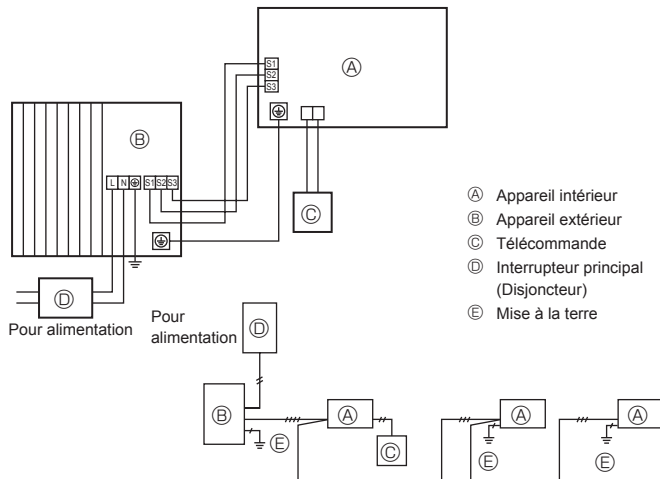 S1
S2
S3
Ⓐ
Ⓑ
L N S1 S2 S3
Ⓒ
Ⓓ
Pour alimentation
Ⓐ Appareil intérieur
Ⓑ Appareil extérieur
Ⓒ Télécommande
Ⓓ Interrupteur principal
(Disjoncteur)
Ⓔ Mise à la terre
Pour
alimentation
Ⓓ
Ⓑ
Ⓐ
Ⓔ
Ⓒ
Ⓐ
Ⓔ
Ⓐ
Ⓔ